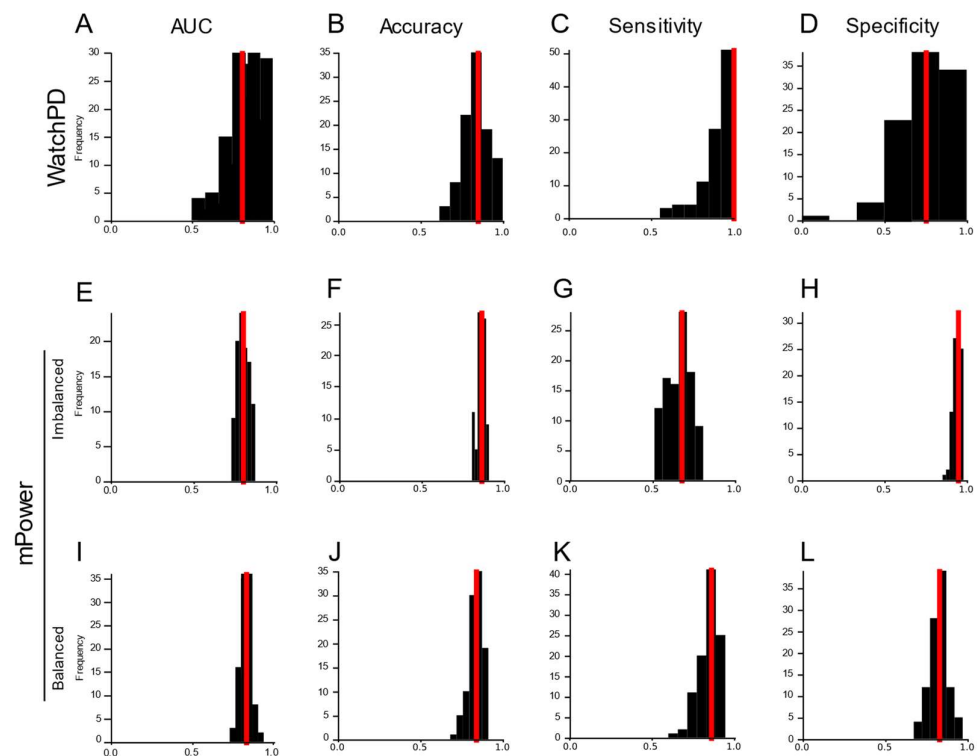 A AUC
B Accuracy
C Sensitivity
D Specificity
WatchPD
Frequency
30
25
20
15
10
5
0
0.0 0.5 1.0
35
30
25
20
15
10
5
0
0.0 0.5 1.0
50
40
30
20
10
0
0.0 0.5 1.0
35
30
25
20
15
10
5
0
0.0 0.5 1.0
mPower
Imbalanced
Frequency
E
20
15
10
5
0
0.0 0.5 1.0
F
25
20
15
10
5
0
0.0 0.5 1.0
G
25
20
15
10
5
0
0.0 0.5 1.0
H
30
25
20
15
10
5
0
0.0 0.5 1.0
Balanced
Frequency
I
35
30
25
20
15
10
5
0
0.0 0.5 1.0
J
35
30
25
20
15
10
5
0
0.0 0.5 1.0
K
40
35
30
25
20
15
10
5
0
0.0 0.5 1.0
L
35
30
25
20
15
10
5
0
0.0 0.5 1.0